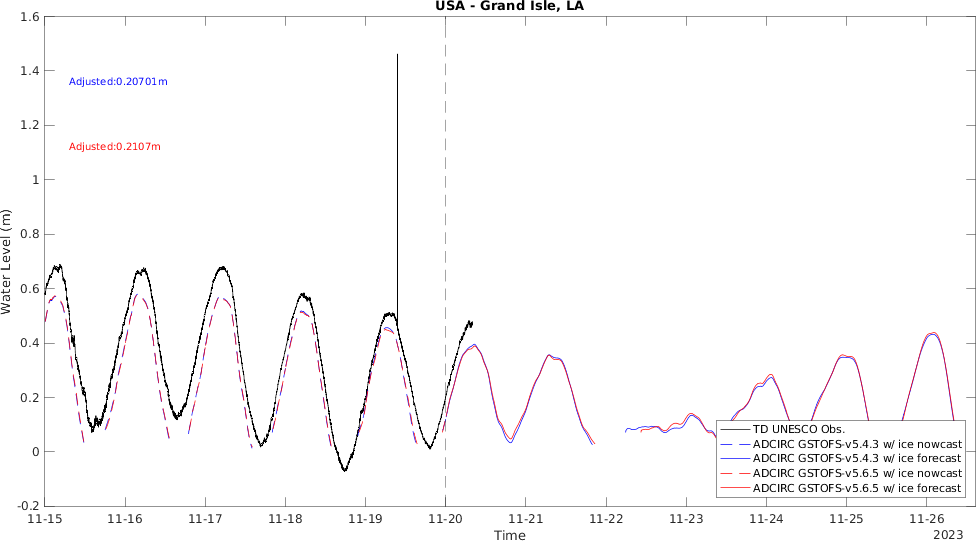 USA - Grand Isle, LA
1.6
1.4
Adjusted:0.20701m
1.2
Adjusted:0.2107m
1
0.8
Water Level (m)
0.6
0.4
0.2
0
-0.2
TD UNESCO Obs.
ADCIRC GSTOFS-v5.4.3 w/ ice nowcast
ADCIRC GSTOFS-v5.4.3 w/ ice forecast
ADCIRC GSTOFS-v5.6.5 w/ ice nowcast
ADCIRC GSTOFS-v5.6.5 w/ ice forecast
11-15 11-16 11-17 11-18 11-19 11-20 11-21 11-22 11-23 11-24 11-25 11-26
Time
2023